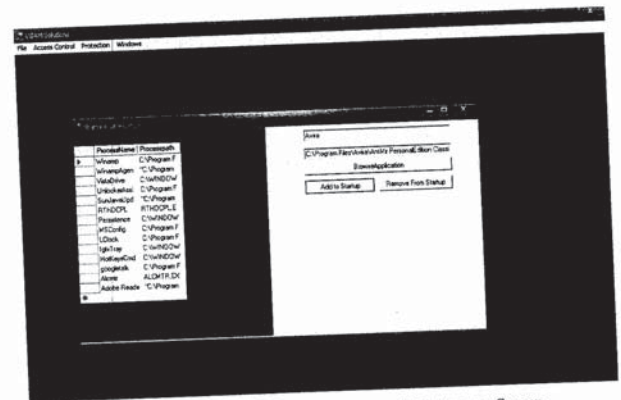 File Access Control Protection Windows
ProcessName Processpath
Winamp C:\Program F
WinampAgen "C:\Program
VistaDrive C:\WINDOW
UnlockerAssi C:\Program F
SunJavaUpd "C:\Program
RTHDCPL RTHDCPL.E
Persistence C:\WINDOW
MSConfig C:\Program F
UDock C:\Program F
IgfxTray C:\WINDOW
HotKeysCmd C:\WINDOW
googletalk C:\Program F
Alcmtr ALCMTR.EX
Adobe Reade "C:\Program
Avira
C:\Program Files\Avira\AntiVir PersonalEdition Classi
BrowseApplication
Add to Startup Remove From Startup